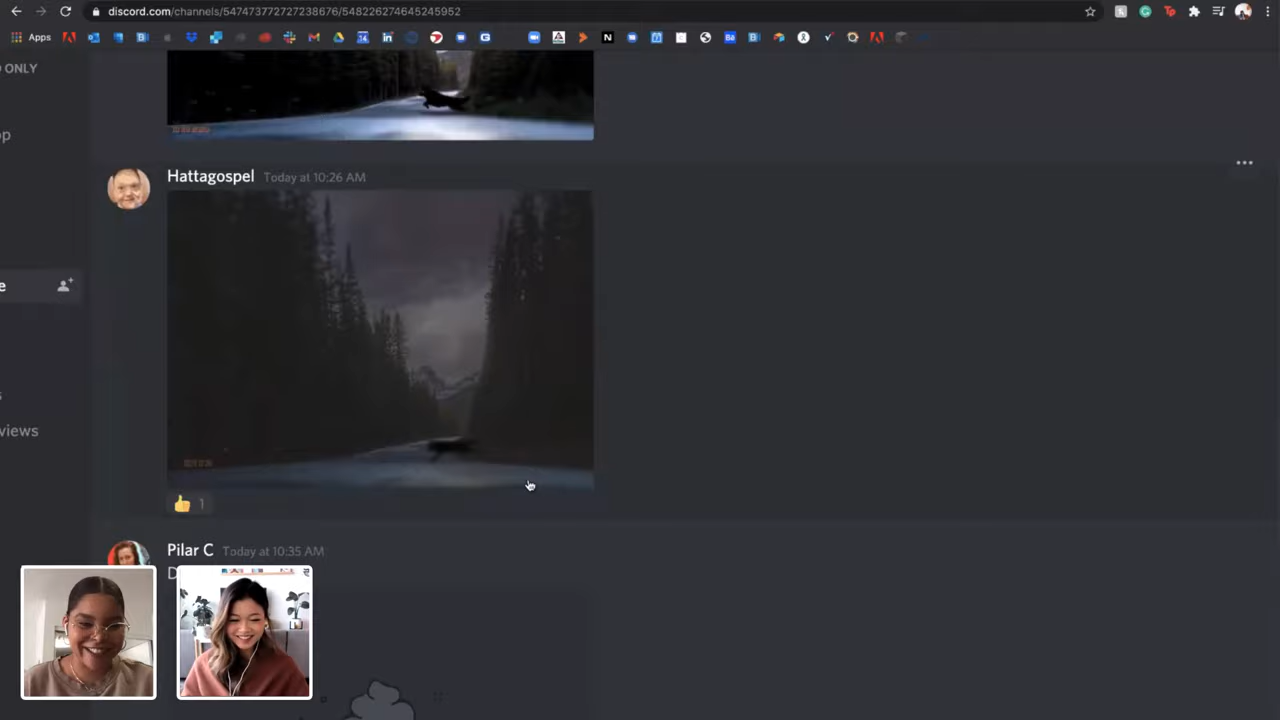 discord.com/channels/547473772727238676/548226274645245952
Apps
O ONLY
op
Hattagospel Today at 10:26 AM
e
1
s
views
Pilar C Today at 10:35 AM
D